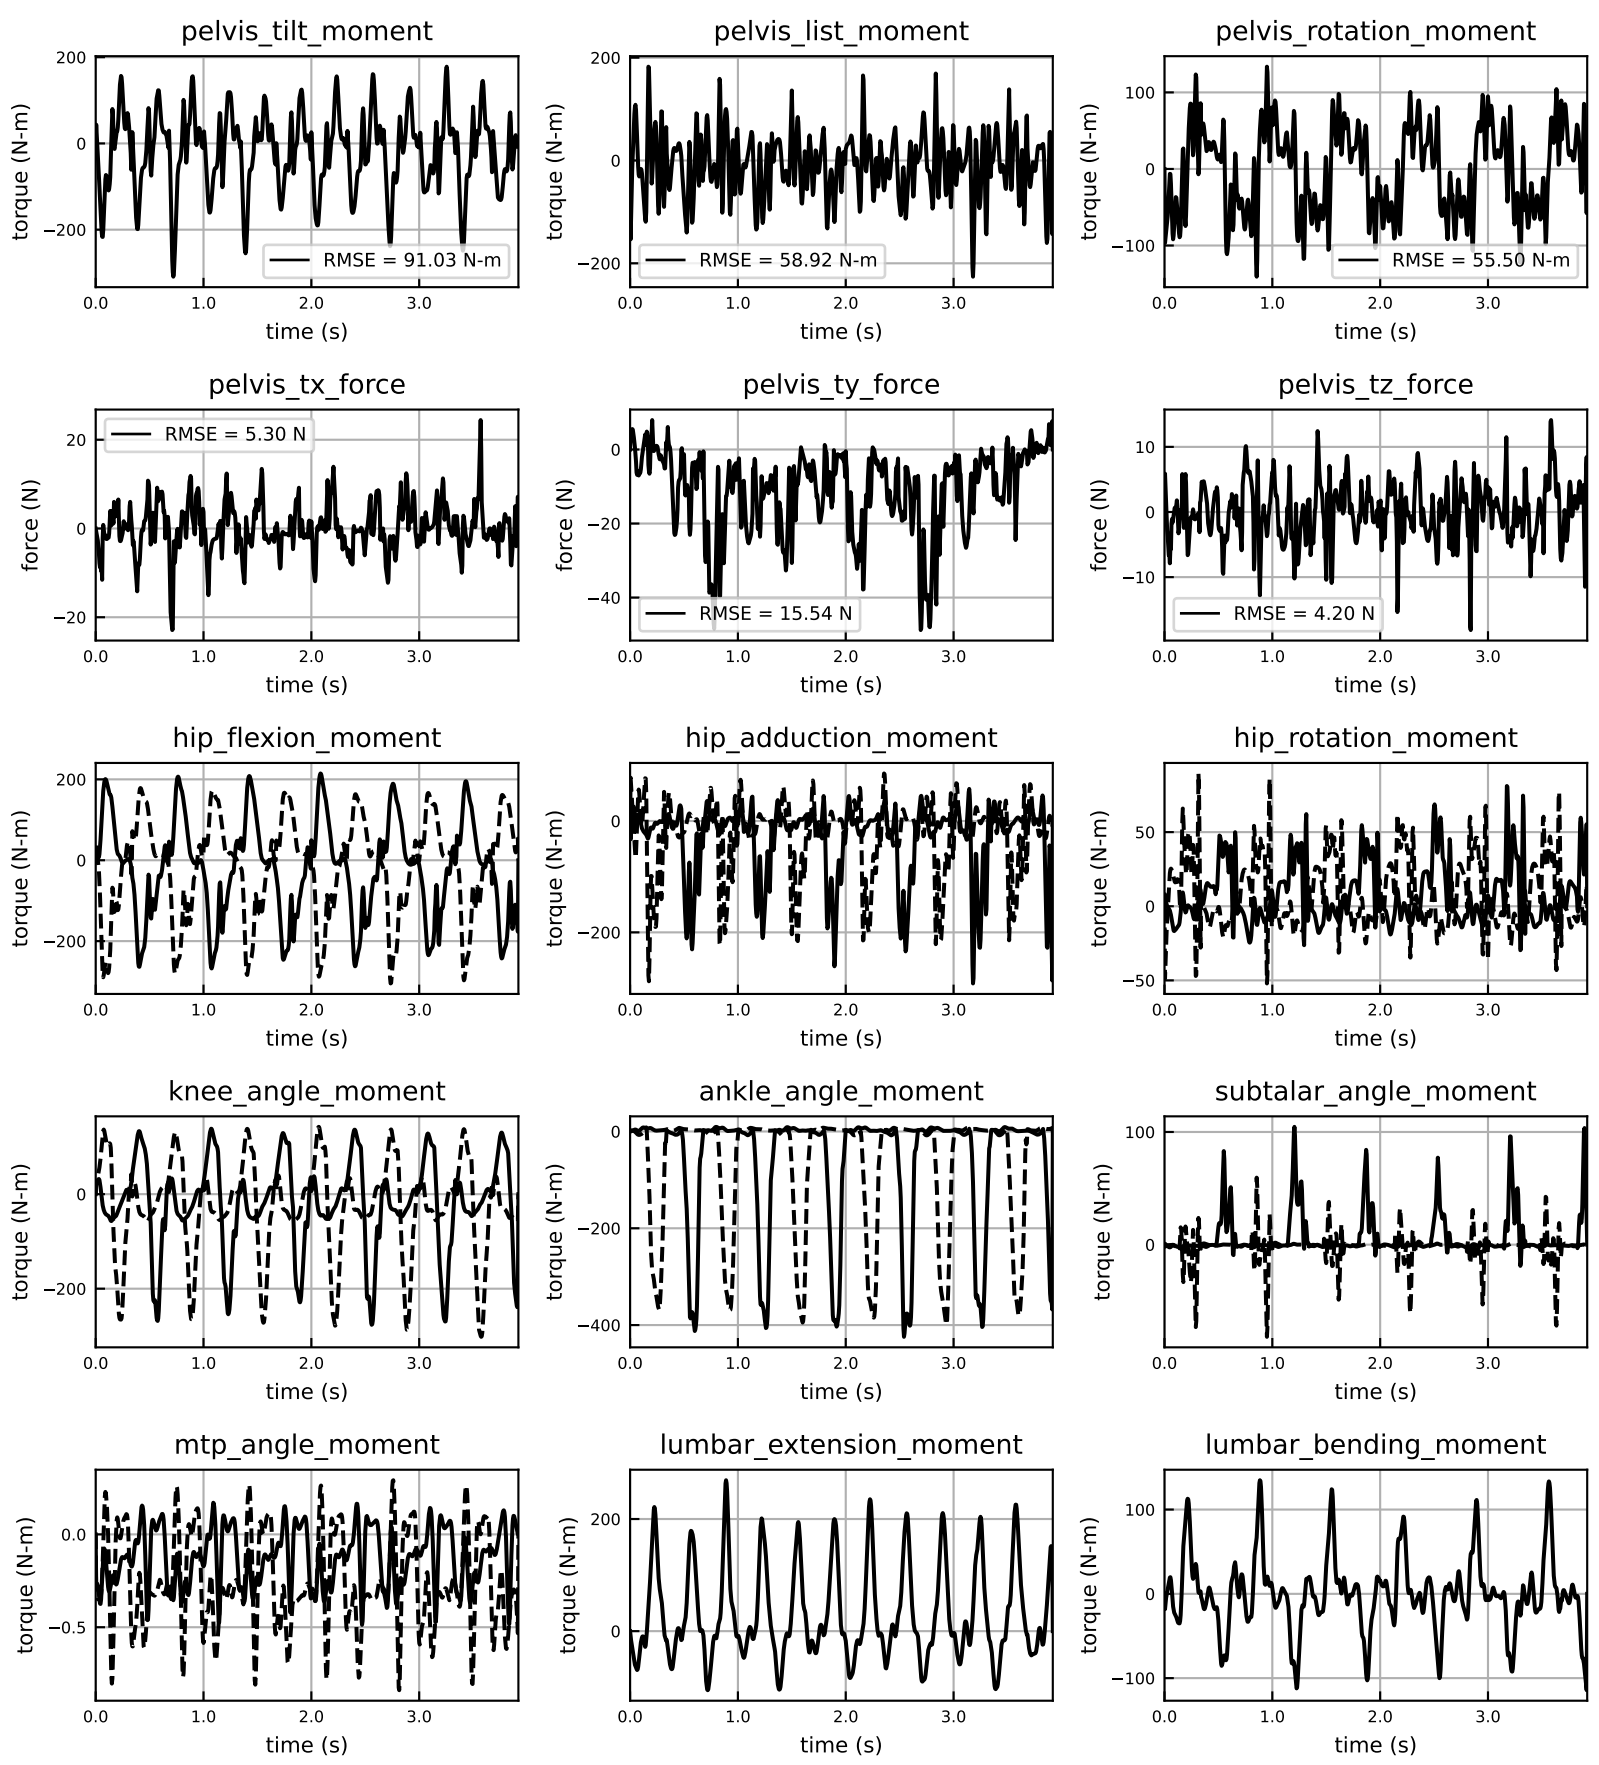 pelvis_tilt_moment
200
0
−200
torque (N-m)
RMSE = 91.03 N-m
0.0 1.0 2.0 3.0
time (s)
pelvis_list_moment
200
0
−200
torque (N-m)
RMSE = 58.92 N-m
0.0 1.0 2.0 3.0
time (s)
pelvis_rotation_moment
100
0
−100
torque (N-m)
RMSE = 55.50 N-m
0.0 1.0 2.0 3.0
time (s)
pelvis_tx_force
20
0
−20
force (N)
RMSE = 5.30 N
0.0 1.0 2.0 3.0
time (s)
pelvis_ty_force
0
−20
−40
force (N)
RMSE = 15.54 N
0.0 1.0 2.0 3.0
time (s)
pelvis_tz_force
10
0
−10
force (N)
RMSE = 4.20 N
0.0 1.0 2.0 3.0
time (s)
hip_flexion_moment
200
0
−200
torque (N-m)
0.0 1.0 2.0 3.0
time (s)
hip_adduction_moment
0
−200
torque (N-m)
0.0 1.0 2.0 3.0
time (s)
hip_rotation_moment
50
0
−50
torque (N-m)
0.0 1.0 2.0 3.0
time (s)
knee_angle_moment
0
−200
torque (N-m)
0.0 1.0 2.0 3.0
time (s)
ankle_angle_moment
0
−200
−400
torque (N-m)
0.0 1.0 2.0 3.0
time (s)
subtalar_angle_moment
100
0
torque (N-m)
0.0 1.0 2.0 3.0
time (s)
mtp_angle_moment
0.0
−0.5
torque (N-m)
0.0 1.0 2.0 3.0
time (s)
lumbar_extension_moment
200
0
torque (N-m)
0.0 1.0 2.0 3.0
time (s)
lumbar_bending_moment
100
0
−100
torque (N-m)
0.0 1.0 2.0 3.0
time (s)